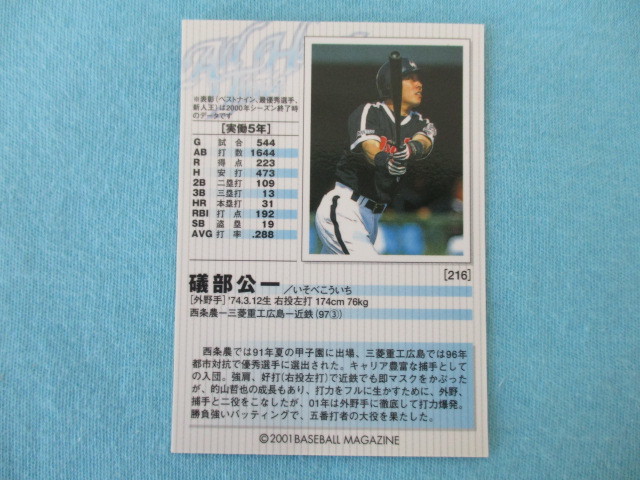 ※表彰(ベストナイン、最優秀選手、
新人王)は2000年シーズン終了時
のデータです
[実働5年]
G 試合 544
AB 打数 1644
R 得点 223
H 安打 473
2B 二塁打 109
3B 三塁打 13
HR 本塁打 31
RBI 打点 192
SB 盗塁 19
AVG 打率 .288
[216]
礒部公一/いそべこういち
[外野手]'74.3.12生 右投左打 174cm 76kg
西条農ー三菱重工広島ー近鉄(97③)
西条農では91年夏の甲子園に出場、三菱重工広島では96年
都市対抗で優秀選手に選出された。キャリア豊富な捕手として
の入団。強肩、好打(右投左打)で近鉄でも即マスクをかぶった
が、的山哲也の成長もあり、打力をフルに生かすために、外野、
捕手と二役をこなしたが、01年は外野手に徹底して打力爆発。
勝負強いバッティングで、五番打者の大役を果たした。
©2001 BASEBALL MAGAZINE